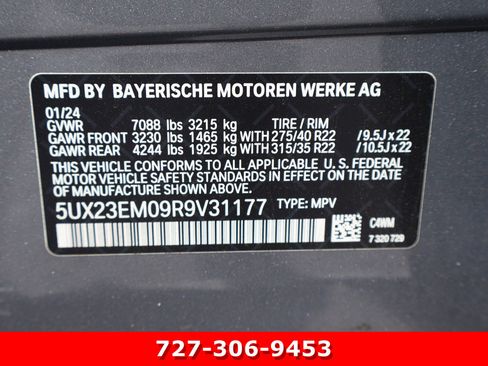 MFD BY BAYERISCHE MOTOREN WERKE AG
01/24
GVWR 7088 lbs 3215 kg TIRE / RIM
GAWR FRONT 3230 lbs 1465 kg WITH 275/40 R22 / 9.5J x 22
GAWR REAR 4244 lbs 1925 kg WITH 315/35 R22 / 10.5J x 22
THIS VEHICLE CONFORMS TO ALL APPLICABLE U. S. FEDERAL
MOTOR VEHICLE SAFETY STANDARDS IN EFFECT ON THE DATE
OF MANUFACTURE SHOWN ABOVE.
5UX23EM09R9V31177 TYPE: MPV
C4WM
7 320 729
727-306-9453